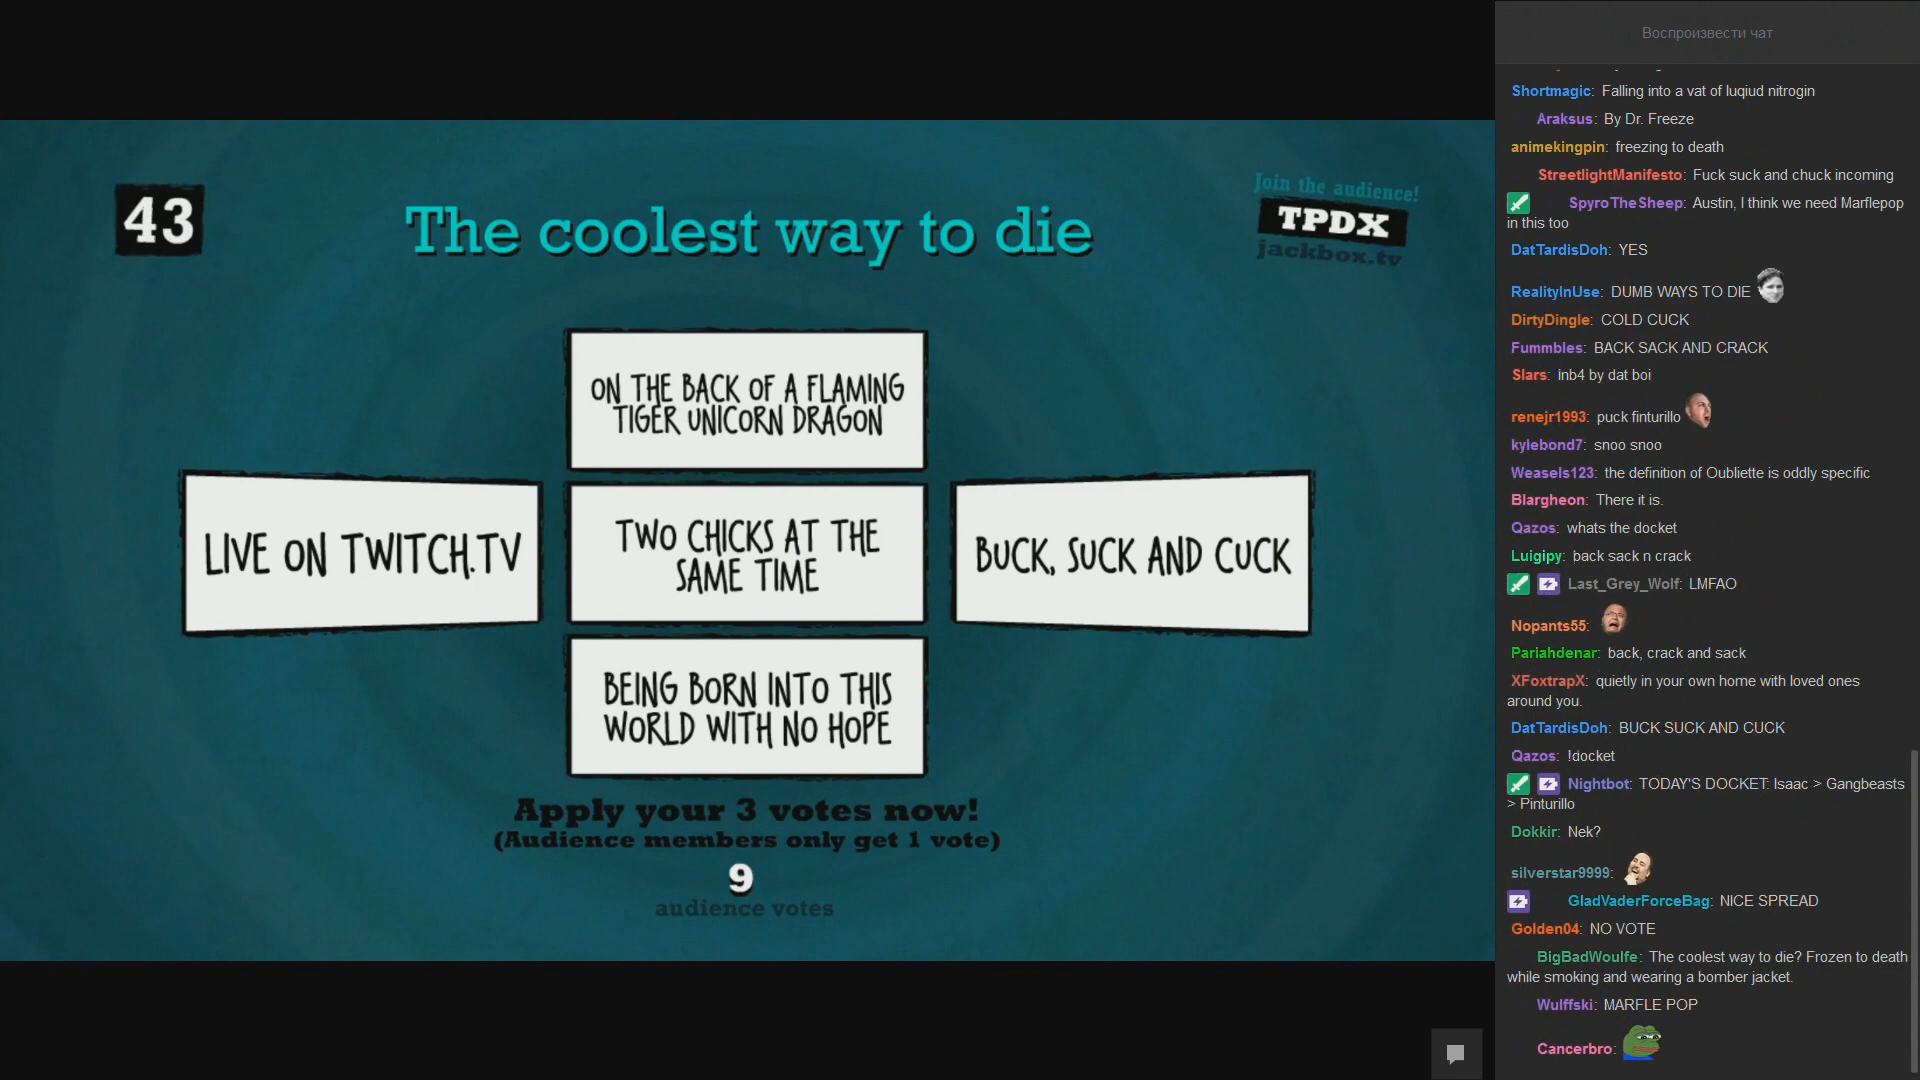 43
The coolest way to die
Join the audience!
TPDX
jackbox.tv
ON THE BACK OF A FLAMING
TIGER UNICORN DRAGON
LIVE ON TWITCH.TV
TWO CHICKS AT THE
SAME TIME
BUCK, SUCK AND CUCK
BEING BORN INTO THIS
WORLD WITH NO HOPE
Apply your 3 votes now!
(Audience members only get 1 vote)
9
audience votes
Воспроизвести чат
Shortmagic: Falling into a vat of luqiud nitrogin
Araksus: By Dr. Freeze
animekingpin: freezing to death
StreetlightManifesto: Fuck suck and chuck incoming
SpyroTheSheep: Austin, I think we need Marflepop
in this too
DatTardisDoh: YES
RealityInUse: DUMB WAYS TO DIE
DirtyDingle: COLD CUCK
Fummbles: BACK SACK AND CRACK
Slars: inb4 by dat boi
renejr1993: puck finturillo
kylebond7: snoo snoo
Weasels123: the definition of Oubliette is oddly specific
Blargheon: There it is.
Qazos: whats the docket
Luigipy: back sack n crack
Last_Grey_Wolf: LMFAO
Nopants55:
Pariahdenar: back, crack and sack
XFoxtrapX: quietly in your own home with loved ones
around you.
DatTardisDoh: BUCK SUCK AND CUCK
Qazos: !docket
Nightbot: TODAY'S DOCKET: Isaac > Gangbeasts
> Pinturillo
Dokkir: Nek?
silverstar9999:
GladVaderForceBag: NICE SPREAD
Golden04: NO VOTE
BigBadWoulfe: The coolest way to die? Frozen to death
while smoking and wearing a bomber jacket.
Wulffski: MARFLE POP
Cancerbro: